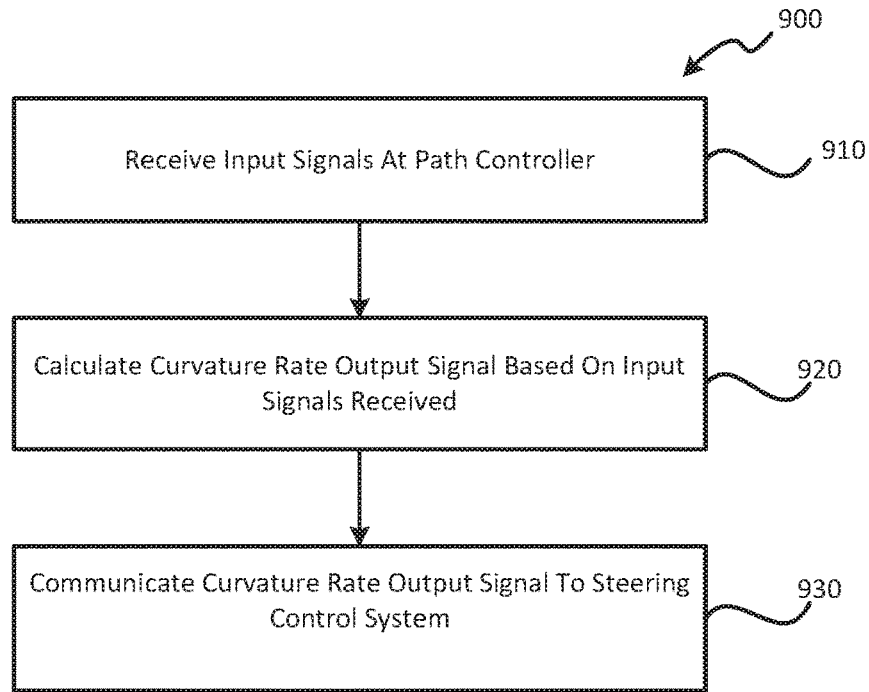 900
Receive Input Signals At Path Controller
910
Calculate Curvature Rate Output Signal Based On Input
Signals Received
920
Communicate Curvature Rate Output Signal To Steering
Control System
930